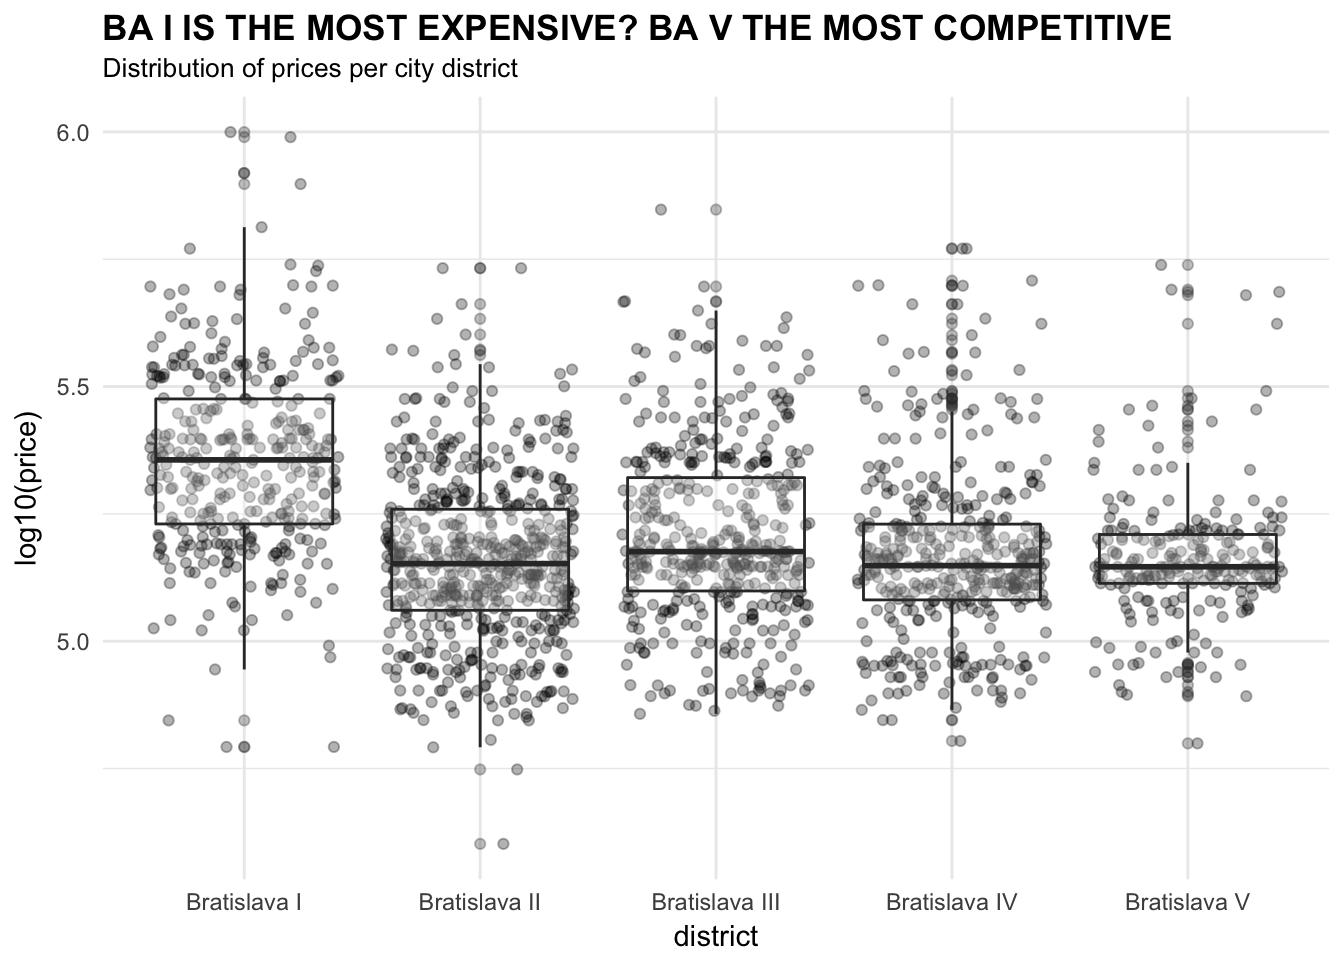 BA I IS THE MOST EXPENSIVE? BA V THE MOST COMPETITIVE
Distribution of prices per city district
6.0
5.5
5.0
log10(price)
Bratislava I
Bratislava II
Bratislava III
Bratislava IV
Bratislava V
district